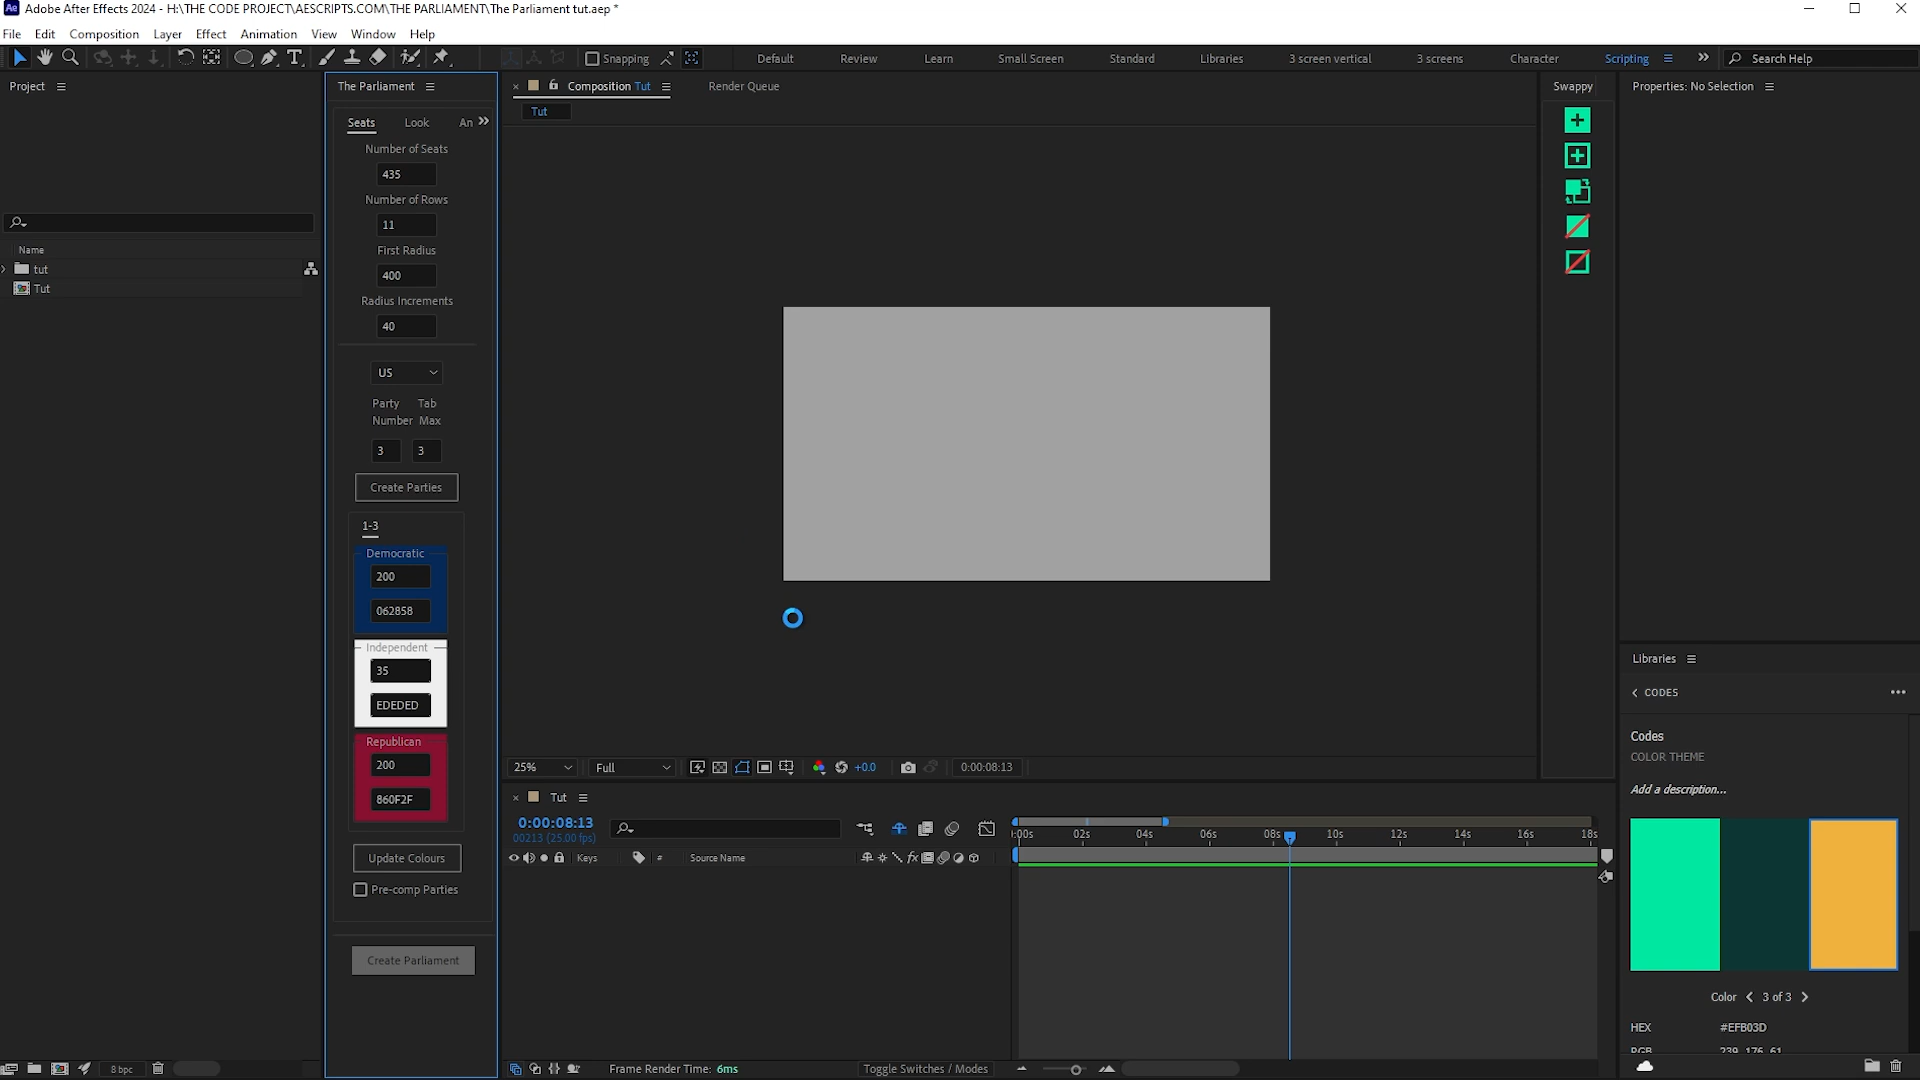 Adobe After Effects 2024 - H:\THE CODE PROJECT\AESCRIPTS.COM\THE PARLIAMENT\The Parliament tut.aep *
File Edit Composition Layer Effect Animation View Window Help
Snapping Default Review Learn Small Screen Standard Libraries 3 screen vertical 3 screens Character Scripting Search Help
Project
Name
tut
Tut
8 bpc
The Parliament
Seats Look An
Number of Seats
435
Number of Rows
11
First Radius
400
Radius Increments
40
US
Party Tab
Number Max
3 3
Create Parties
1-3
Democratic
200
062858
Independent
35
EDEDED
Republican
200
860F2F
Update Colours
Pre-comp Parties
Create Parliament
Composition Tut Render Queue
Tut
25% Full +0.0 0:00:08:13
Tut
0:00:08:13
00213 (25.00 fps)
Keys # Source Name
:00s 02s 04s 06s 08s 10s 12s 14s 16s 18s
Frame Render Time: 6ms Toggle Switches / Modes
Swappy
Properties: No Selection
Libraries
CODES
Codes
COLOR THEME
Add a description...
Color 3 of 3
HEX #EFB03D
RGB 239 176 61